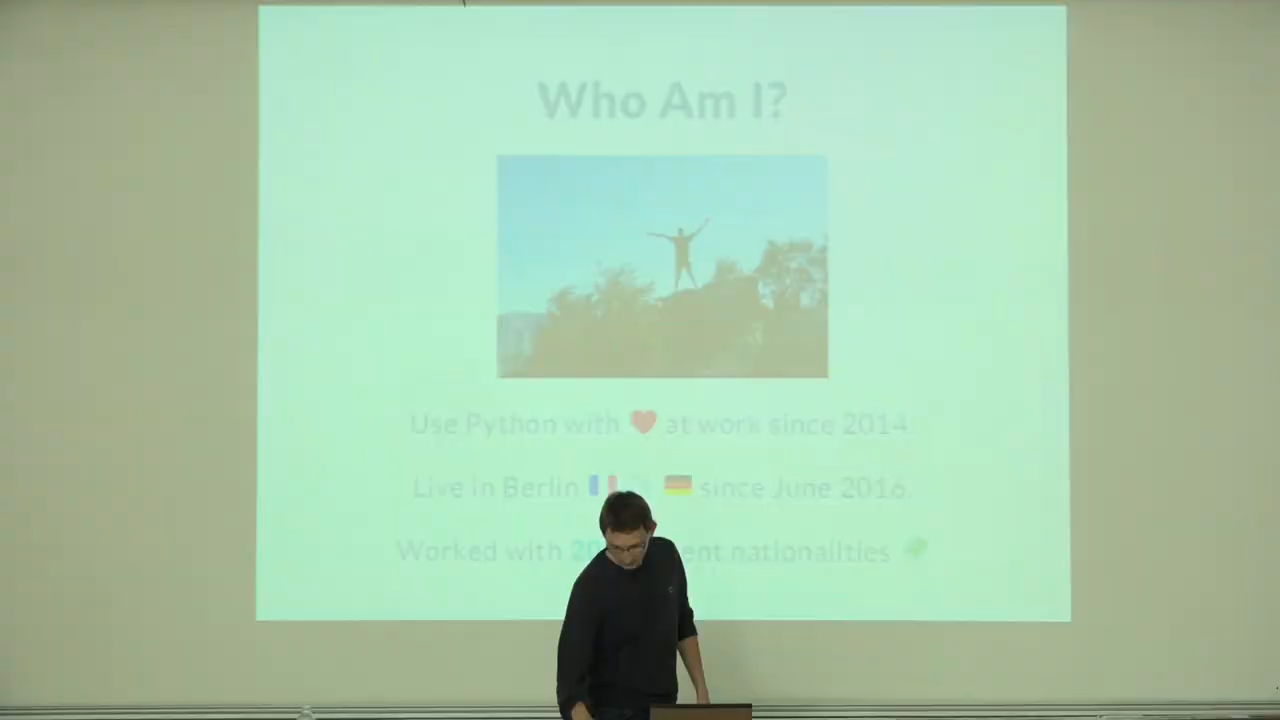 Who Am I?
Use Python with ❤️ at work since 2014.
Live in Berlin 🇫🇷 🇩🇪 since June 2016.
Worked with nationalities